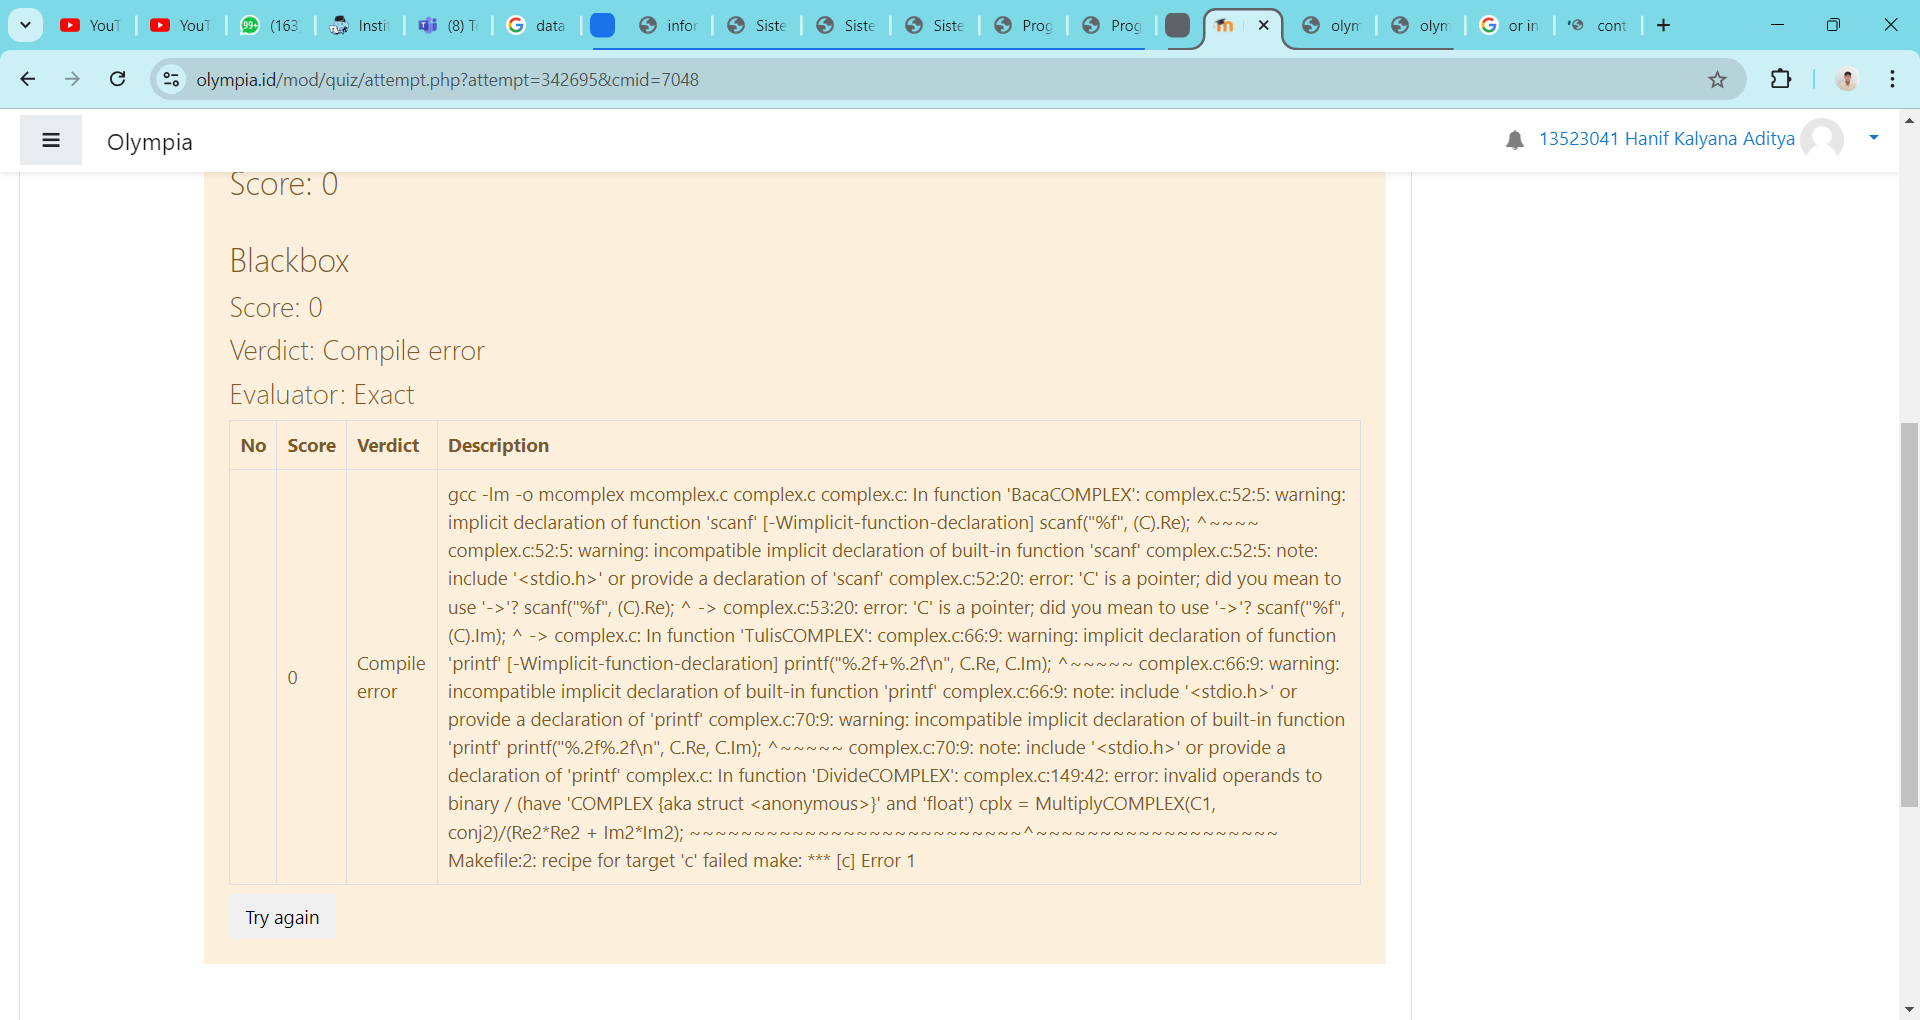 YouT
YouT
99+ (163
Instit
(8) T
data
infor
Siste
Siste
Siste
Prog
Prog
olym
olym
or in
cont
olympia.id/mod/quiz/attempt.php?attempt=342695&cmid=7048
Olympia
13523041 Hanif Kalyana Aditya
Score: 0
Blackbox
Score: 0
Verdict: Compile error
Evaluator: Exact
No Score Verdict Description
0
Compile
error
gcc -lm -o mcomplex mcomplex.c complex.c complex.c: In function 'BacaCOMPLEX': complex.c:52:5: warning:
implicit declaration of function 'scanf' [-Wimplicit-function-declaration] scanf("%f", (C).Re); ^~~~~
complex.c:52:5: warning: incompatible implicit declaration of built-in function 'scanf' complex.c:52:5: note:
include '<stdio.h>' or provide a declaration of 'scanf' complex.c:52:20: error: 'C' is a pointer; did you mean to
use '->'? scanf("%f", (C).Re); ^ -> complex.c:53:20: error: 'C' is a pointer; did you mean to use '->'? scanf("%f",
(C).Im); ^ -> complex.c: In function 'TulisCOMPLEX': complex.c:66:9: warning: implicit declaration of function
'printf' [-Wimplicit-function-declaration] printf("%.2f+%.2f\n", C.Re, C.Im); ^~~~~~ complex.c:66:9: warning:
incompatible implicit declaration of built-in function 'printf' complex.c:66:9: note: include '<stdio.h>' or
provide a declaration of 'printf' complex.c:70:9: warning: incompatible implicit declaration of built-in function
'printf' printf("%.2f%.2f\n", C.Re, C.Im); ^~~~~~ complex.c:70:9: note: include '<stdio.h>' or provide a
declaration of 'printf' complex.c: In function 'DivideCOMPLEX': complex.c:149:42: error: invalid operands to
binary / (have 'COMPLEX {aka struct <anonymous>}' and 'float') cplx = MultiplyCOMPLEX(C1,
conj2)/(Re2*Re2 + Im2*Im2); ~~~~~~~~~~~~~~~~~~~~~~~~~~^~~~~~~~~~~~~~~~~~~~
Makefile:2: recipe for target 'c' failed make: *** [c] Error 1
Try again